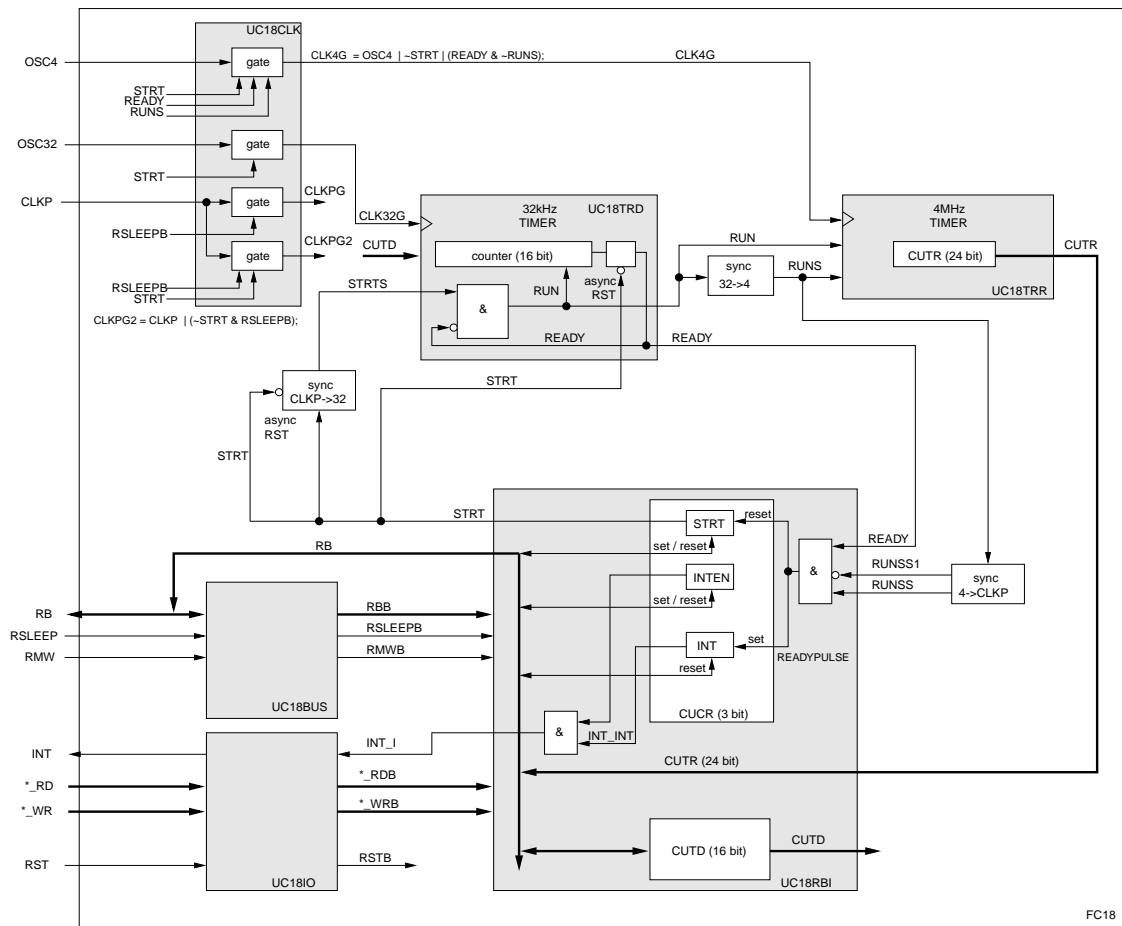 UC18CLK
OSC4
gate
CLK4G = OSC4 | ~STRT | (READY & ~RUNS);
CLK4G
STRT
READY
RUNS
OSC32
gate
STRT
CLKP
gate
CLKPG
RSLEEPB
gate
CLKPG2
RSLEEPB
STRT
CLKPG2 = CLKP | (~STRT & RSLEEPB);
CLK32G
CUTD
32kHz
TIMER
UC18TRD
counter (16 bit)
RUN
async
RST
STRTS
&
READY
READY
RUN
sync
32->4
RUNS
4MHz
TIMER
CUTR (24 bit)
UC18TRR
CUTR
sync
CLKP->32
async
RST
STRT
STRT
STRT
STRT
reset
set / reset
INTEN
set / reset
INT
set
reset
CUCR (3 bit)
READYPULSE
&
READY
RUNSS1
RUNSS
sync
4->CLKP
RB
RB
RBB
RSLEEP
RSLEEPB
RMW
RMWB
UC18BUS
INT
INT_I
&
INT_INT
*_RD
*_RDB
*_WR
*_WRB
RST
RSTB
UC18IO
CUTR (24 bit)
CUTD (16 bit)
CUTD
UC18RBI
FC18